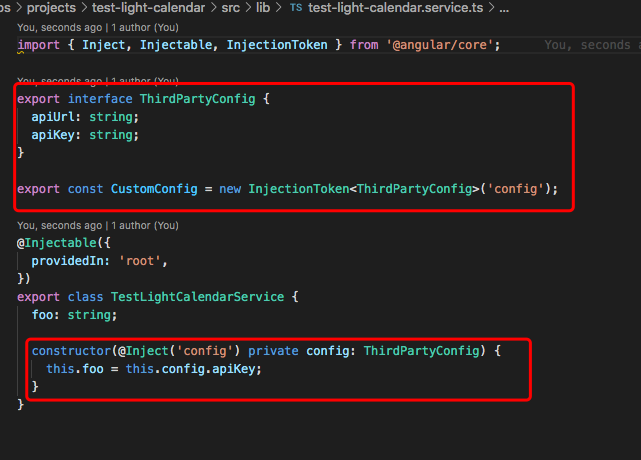 os > projects > test-light-calendar > src > lib > TS test-light-calendar.service.ts > ...
You, seconds ago | 1 author (You)
import { Inject, Injectable, InjectionToken } from '@angular/core';     You, seconds a
You, seconds ago | 1 author (You)
export interface ThirdPartyConfig {
  apiUrl: string;
  apiKey: string;
}
export const CustomConfig = new InjectionToken<ThirdPartyConfig>('config');
You, seconds ago | 1 author (You)
@Injectable({
  providedIn: 'root',
})
export class TestLightCalendarService {
  foo: string;
  constructor(@Inject('config') private config: ThirdPartyConfig) {
    this.foo = this.config.apiKey;
  }
}